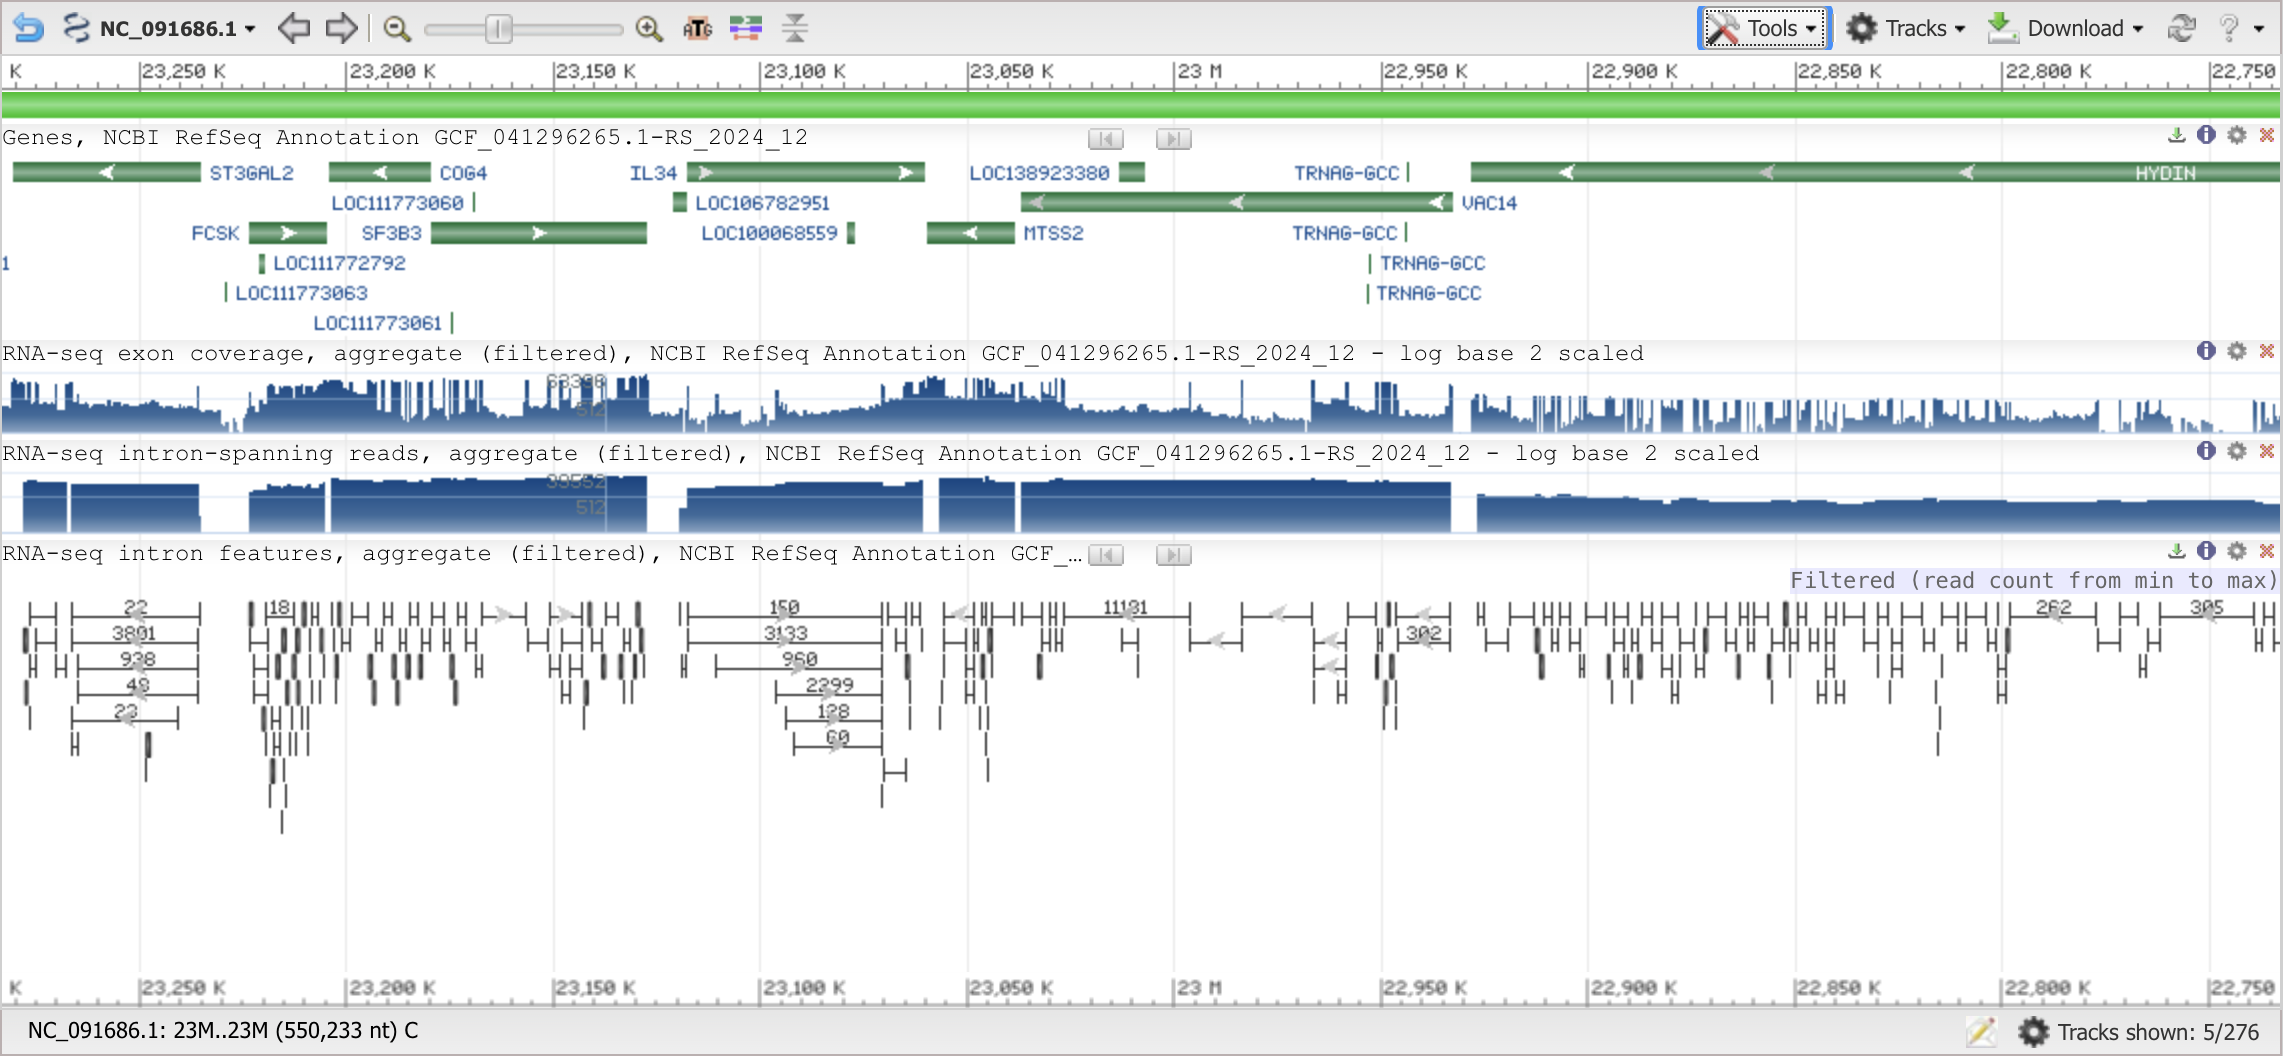 NC_091686.1 Tools Tracks Download ?
K 23,250 K 23,200 K 23,150 K 23,100 K 23,050 K 23 M 22,950 K 22,900 K 22,850 K 22,800 K 22,750
Genes, NCBI RefSeq Annotation GCF_041296265.1-RS_2024_12
ST3GAL2 COG4 IL34 LOC138923380 TRNAG-GCC HYDIN
LOC111773060 LOC106782951 VAC14
FCSK SF3B3 LOC100068559 MTSS2 TRNAG-GCC
1 LOC111772792 TRNAG-GCC
LOC111773063 TRNAG-GCC
LOC111773061
RNA-seq exon coverage, aggregate (filtered), NCBI RefSeq Annotation GCF_041296265.1-RS_2024_12 - log base 2 scaled
63398
512
RNA-seq intron-spanning reads, aggregate (filtered), NCBI RefSeq Annotation GCF_041296265.1-RS_2024_12 - log base 2 scaled
512
RNA-seq intron features, aggregate (filtered), NCBI RefSeq Annotation GCF_…
Filtered (read count from min to max)
22 18 150 11131 262 305
3801 3133 302
938 960
48 2299
23 128
60
K 23,250 K 23,200 K 23,150 K 23,100 K 23,050 K 23 M 22,950 K 22,900 K 22,850 K 22,800 K 22,750
NC_091686.1: 23M..23M (550,233 nt) C Tracks shown: 5/276